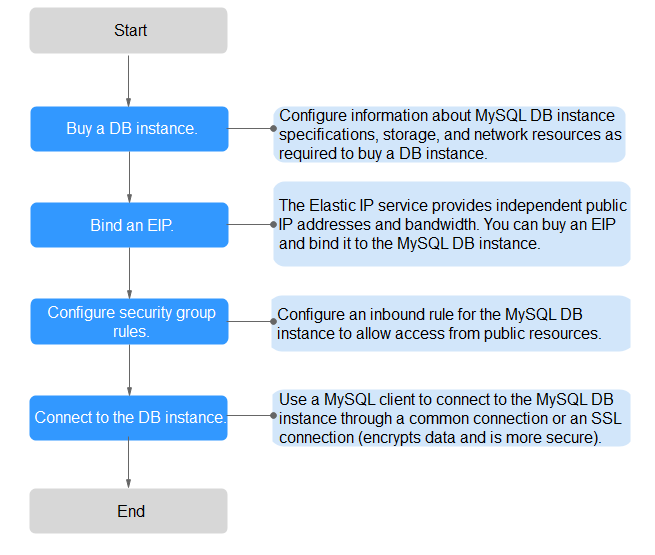 Start
Buy a DB instance.
Configure information about MySQL DB instance
specifications, storage, and network resources as
required to buy a DB instance.
Bind an EIP.
The Elastic IP service provides independent public
IP addresses and bandwidth. You can buy an EIP
and bind it to the MySQL DB instance.
Configure security group
rules.
Configure an inbound rule for the MySQL DB
instance to allow access from public resources.
Connect to the DB instance.
Use a MySQL client to connect to the MySQL DB
instance through a common connection or an SSL
connection (encrypts data and is more secure).
End